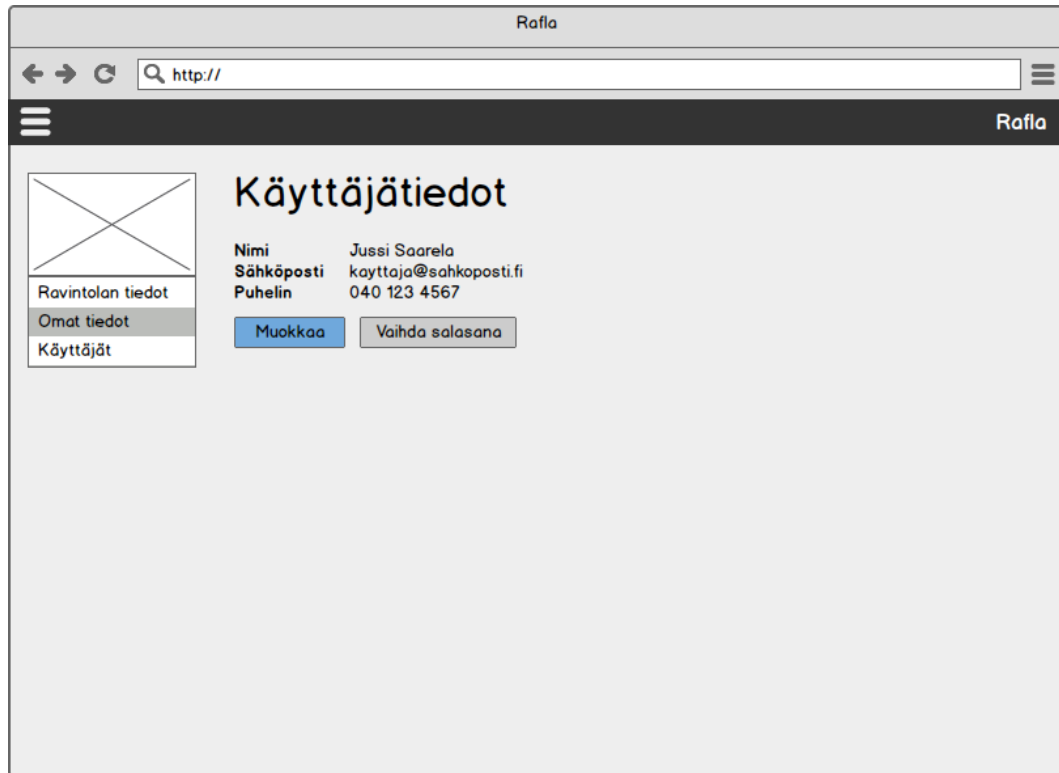 Rafla
http://
Rafla
Käyttäjätiedot
Nimi Jussi Saarela
Sähköposti kayttaja@sahkoposti.fi
Puhelin 040 123 4567
Muokkaa Vaihda salasana
Ravintolan tiedot
Omat tiedot
Käyttäjät